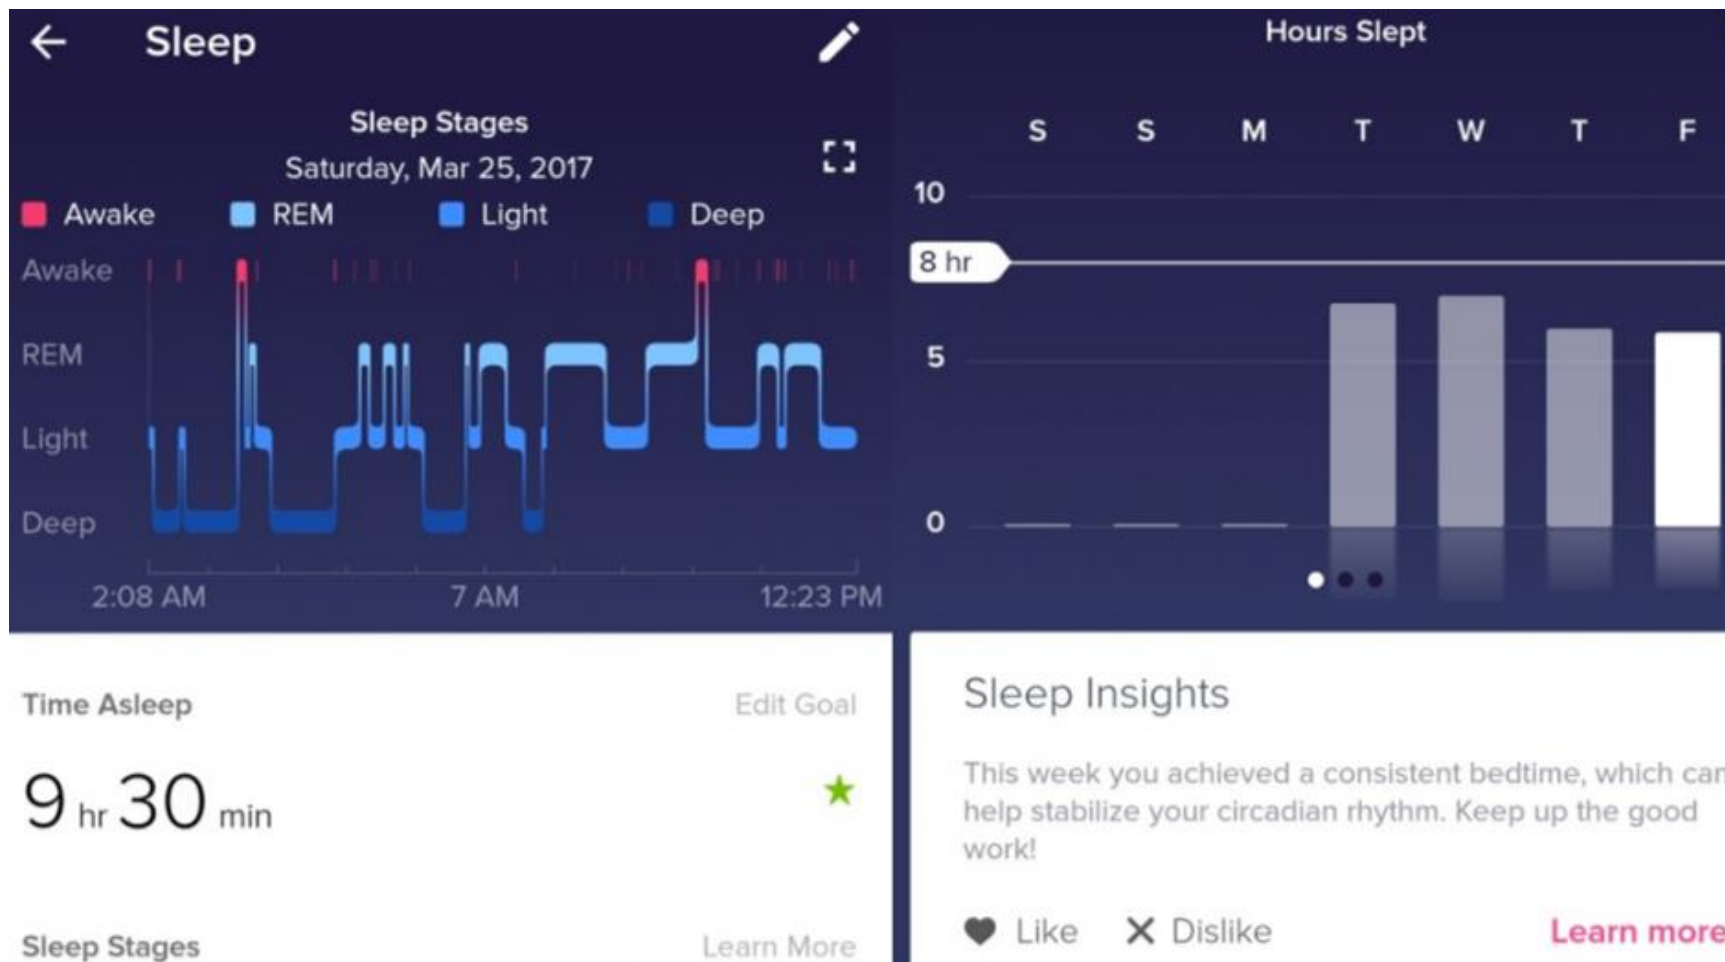 Sleep
Sleep Stages
Saturday, Mar 25, 2017
Awake REM Light Deep
Awake
REM
Light
Deep
2:08 AM 7 AM 12:23 PM
Time Asleep Edit Goal
9 hr 30 min
Sleep Stages Learn More
Hours Slept
S S M T W T F
10
8 hr
5
0
Sleep Insights
This week you achieved a consistent bedtime, which can
help stabilize your circadian rhythm. Keep up the good
work!
Like Dislike Learn more